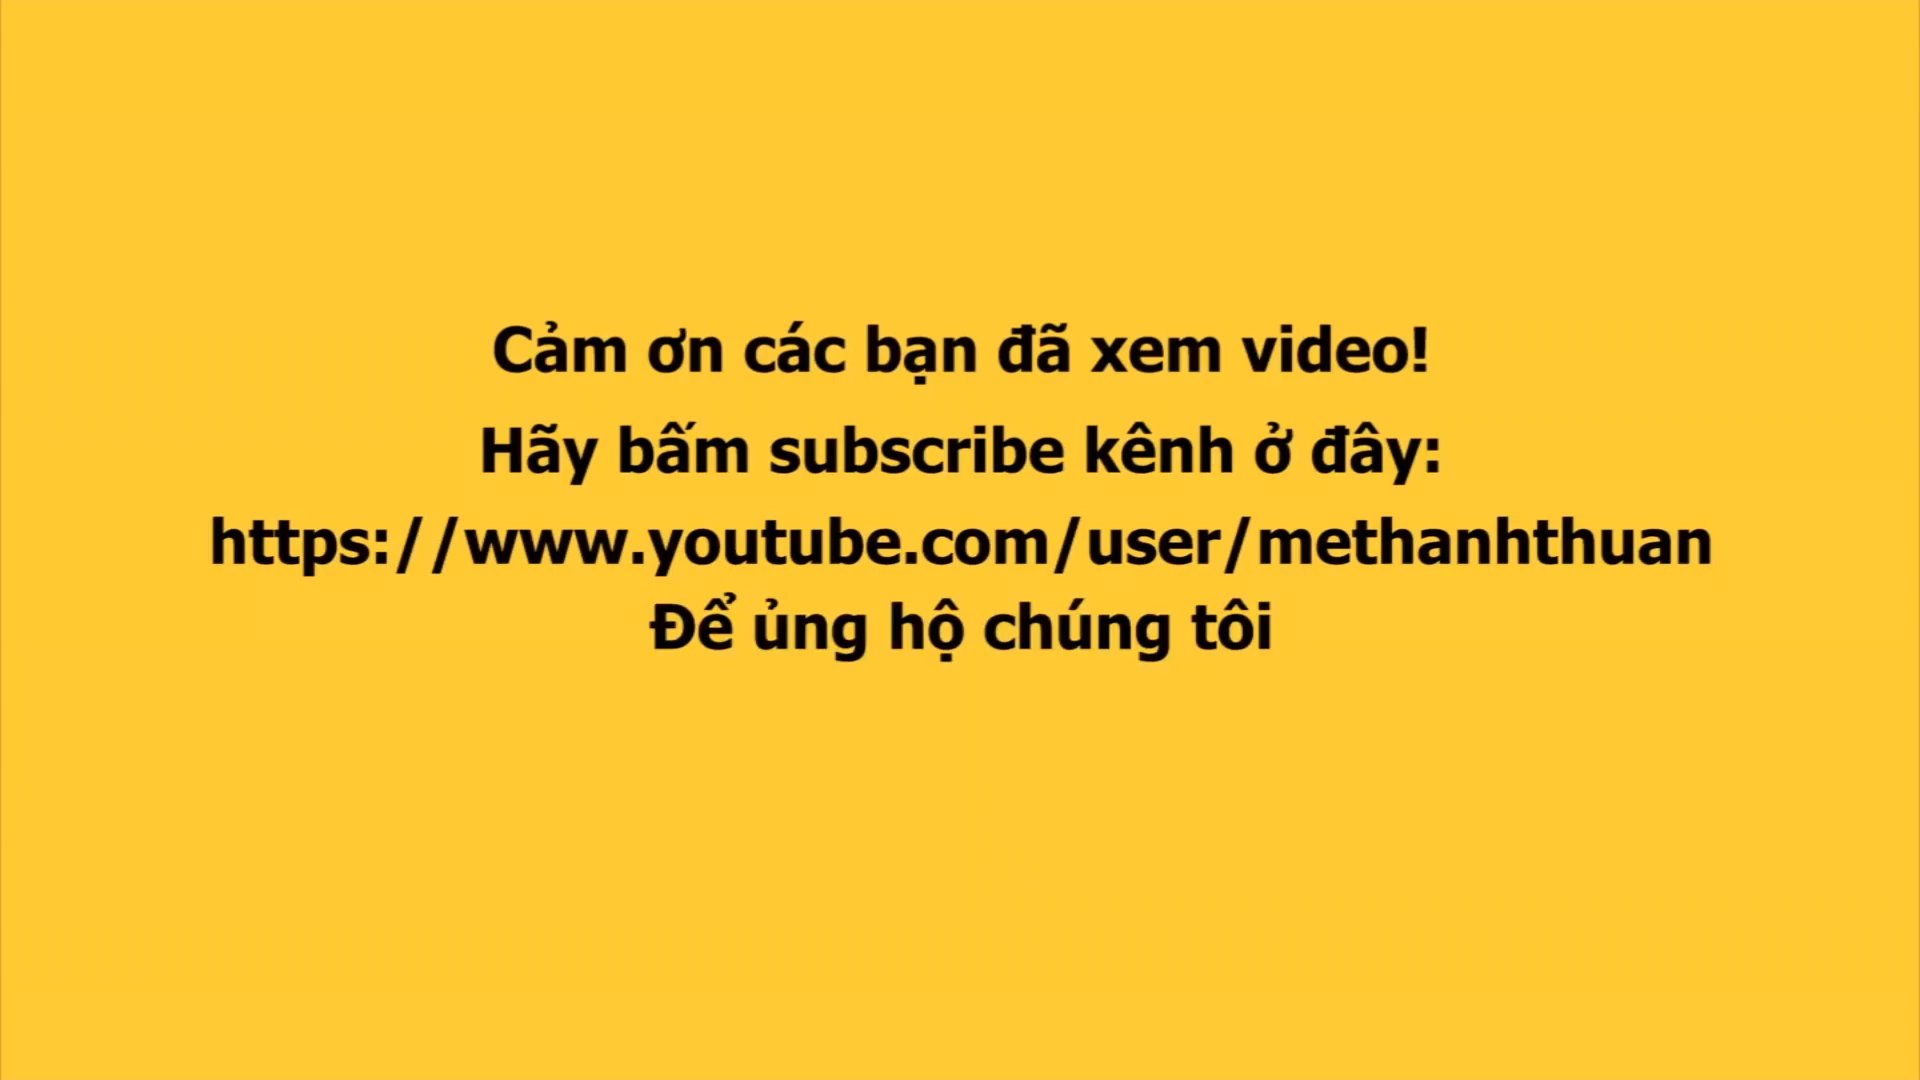 Cảm ơn các bạn đã xem video!
Hãy bấm subscribe kênh ở đây:
https://www.youtube.com/user/methanhthuan
Để ủng hộ chúng tôi